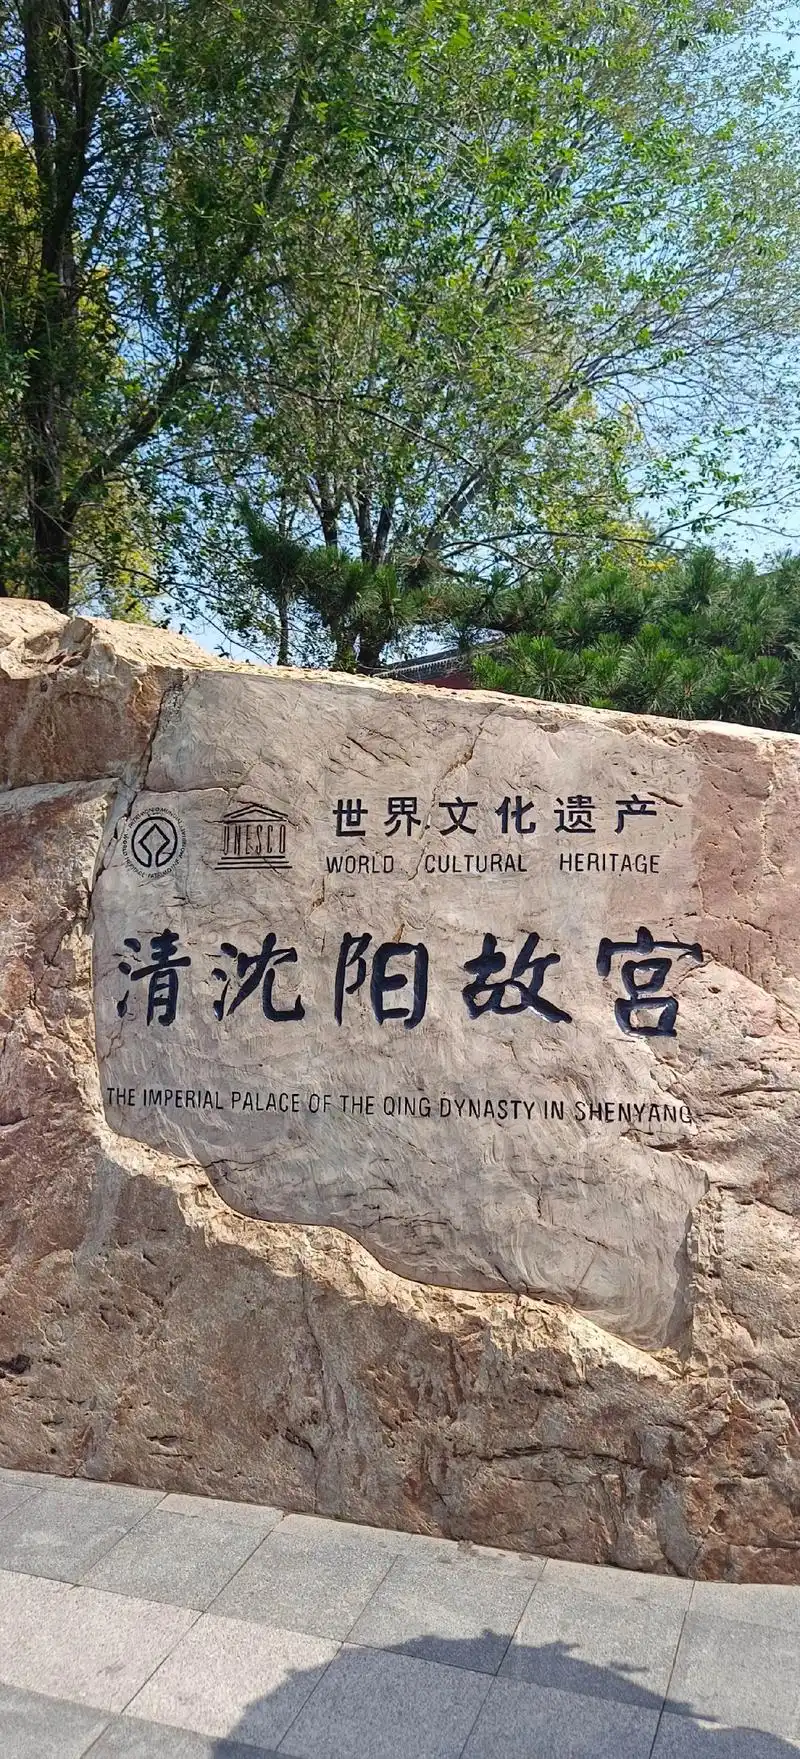 UNESCO
世界文化遗产
WORLD CULTURAL HERITAGE
清沈阳故宫
THE IMPERIAL PALACE OF THE QING DYNASTY IN SHENYANG